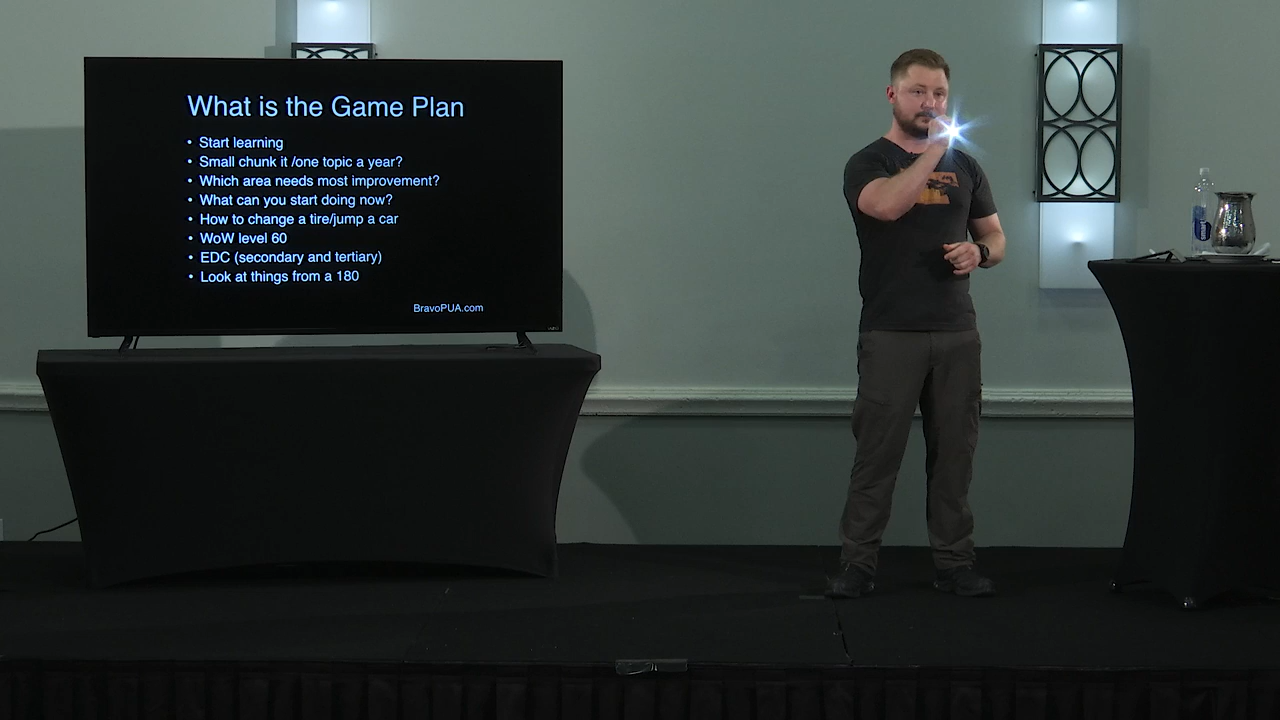 What is the Game Plan
• Start learning
• Small chunk it /one topic a year?
• Which area needs most improvement?
• What can you start doing now?
• How to change a tire/jump a car
• WoW level 60
• EDC (secondary and tertiary)
• Look at things from a 180
BravoPUA.com